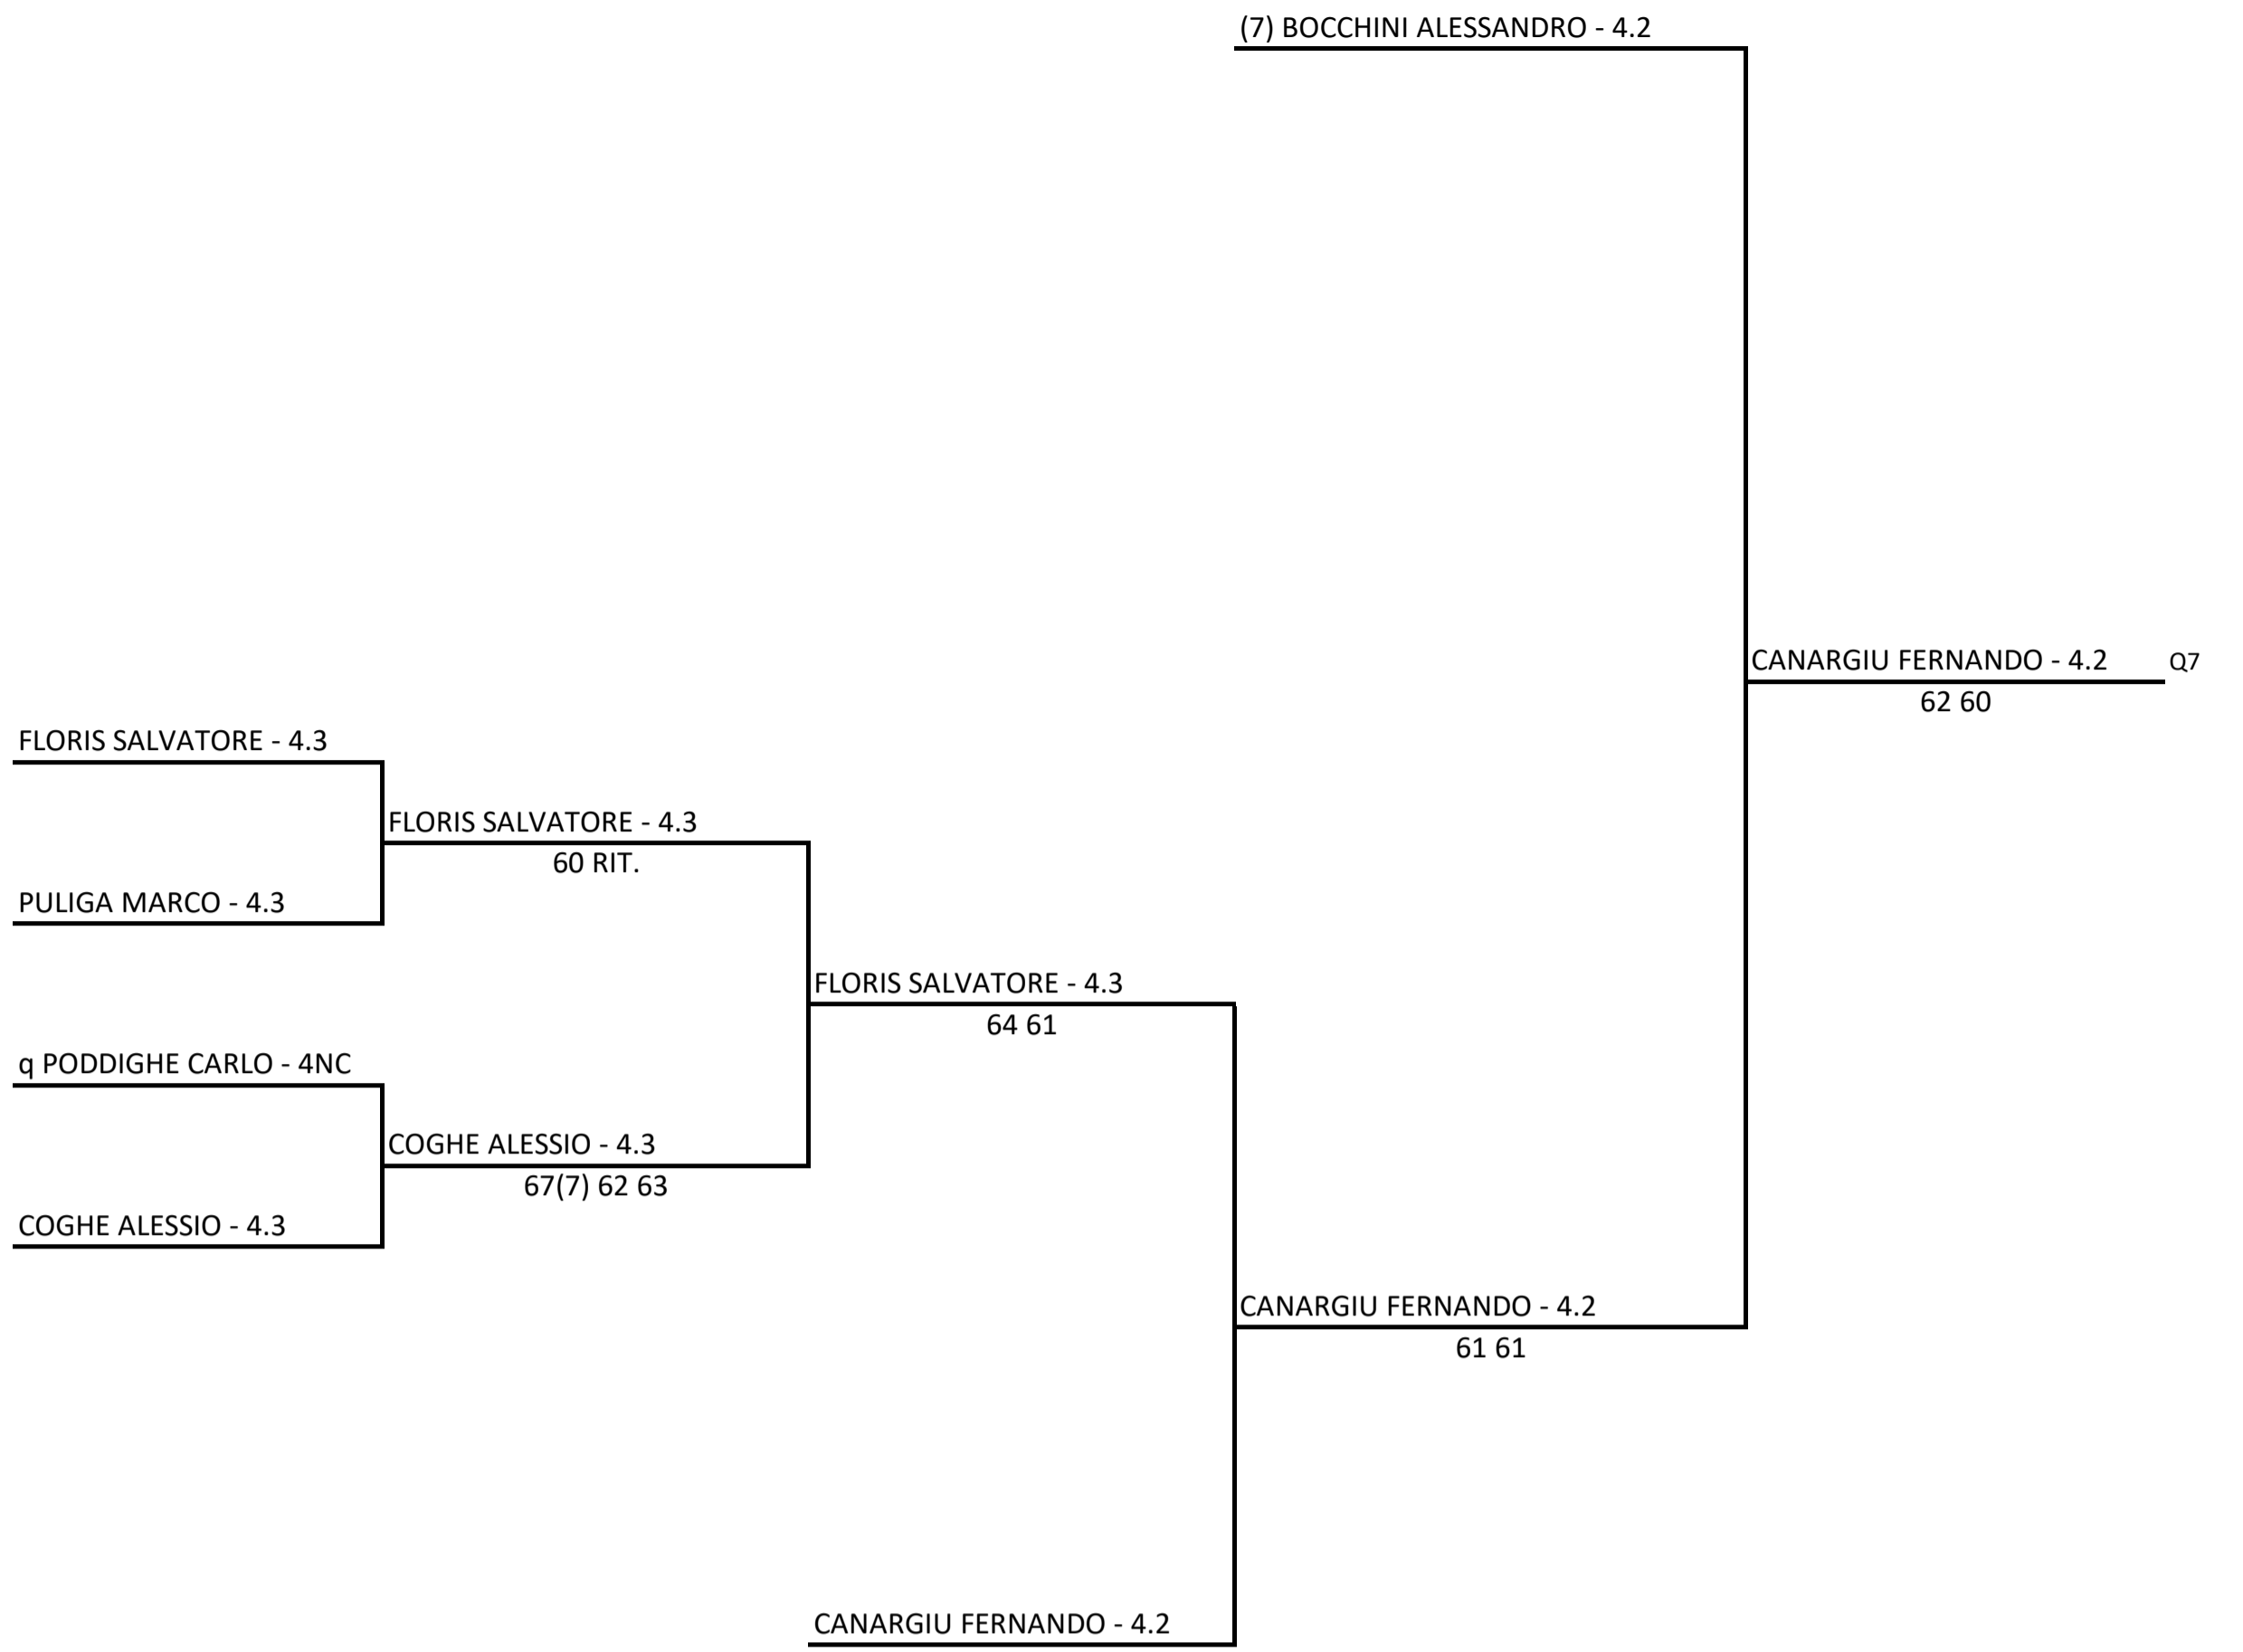 (7) BOCCHINI ALESSANDRO - 4.2
CANARGIU FERNANDO - 4.2 Q7
62 60
FLORIS SALVATORE - 4.3
FLORIS SALVATORE - 4.3
60 RIT.
PULIGA MARCO - 4.3
FLORIS SALVATORE - 4.3
64 61
q PODDIGHE CARLO - 4NC
COGHE ALESSIO - 4.3
67(7) 62 63
COGHE ALESSIO - 4.3
CANARGIU FERNANDO - 4.2
61 61
CANARGIU FERNANDO - 4.2